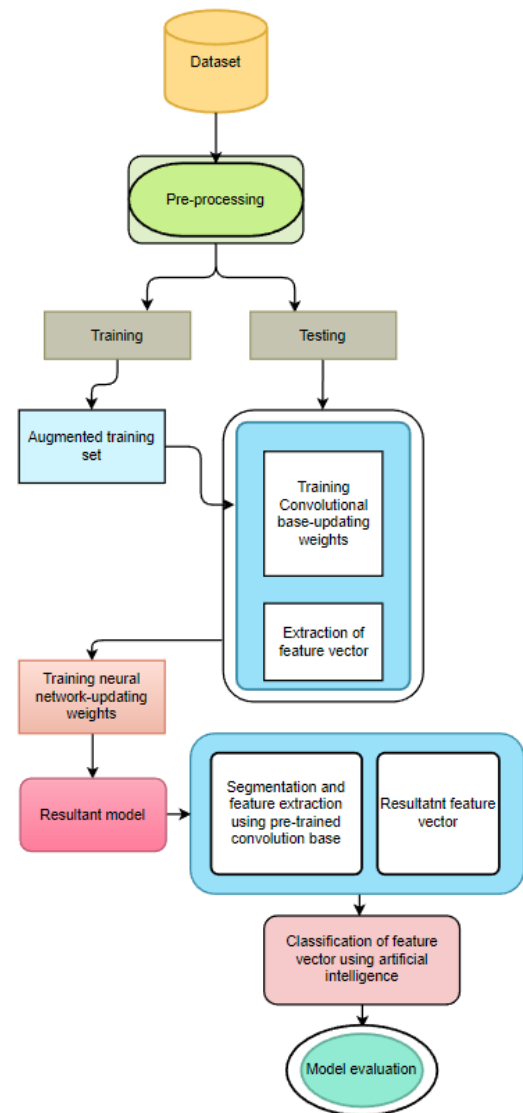 Dataset
Pre-processing
Training
Testing
Augmented training
set
Training
Convolutional
base-updating
weights
Extraction of
feature vector
Training neural
network-updating
weights
Resultant model
Segmentation and
feature extraction
using pre-trained
convolution base
Resultatnt feature
vector
Classification of feature
vector using artificial
intelligence
Model evaluation